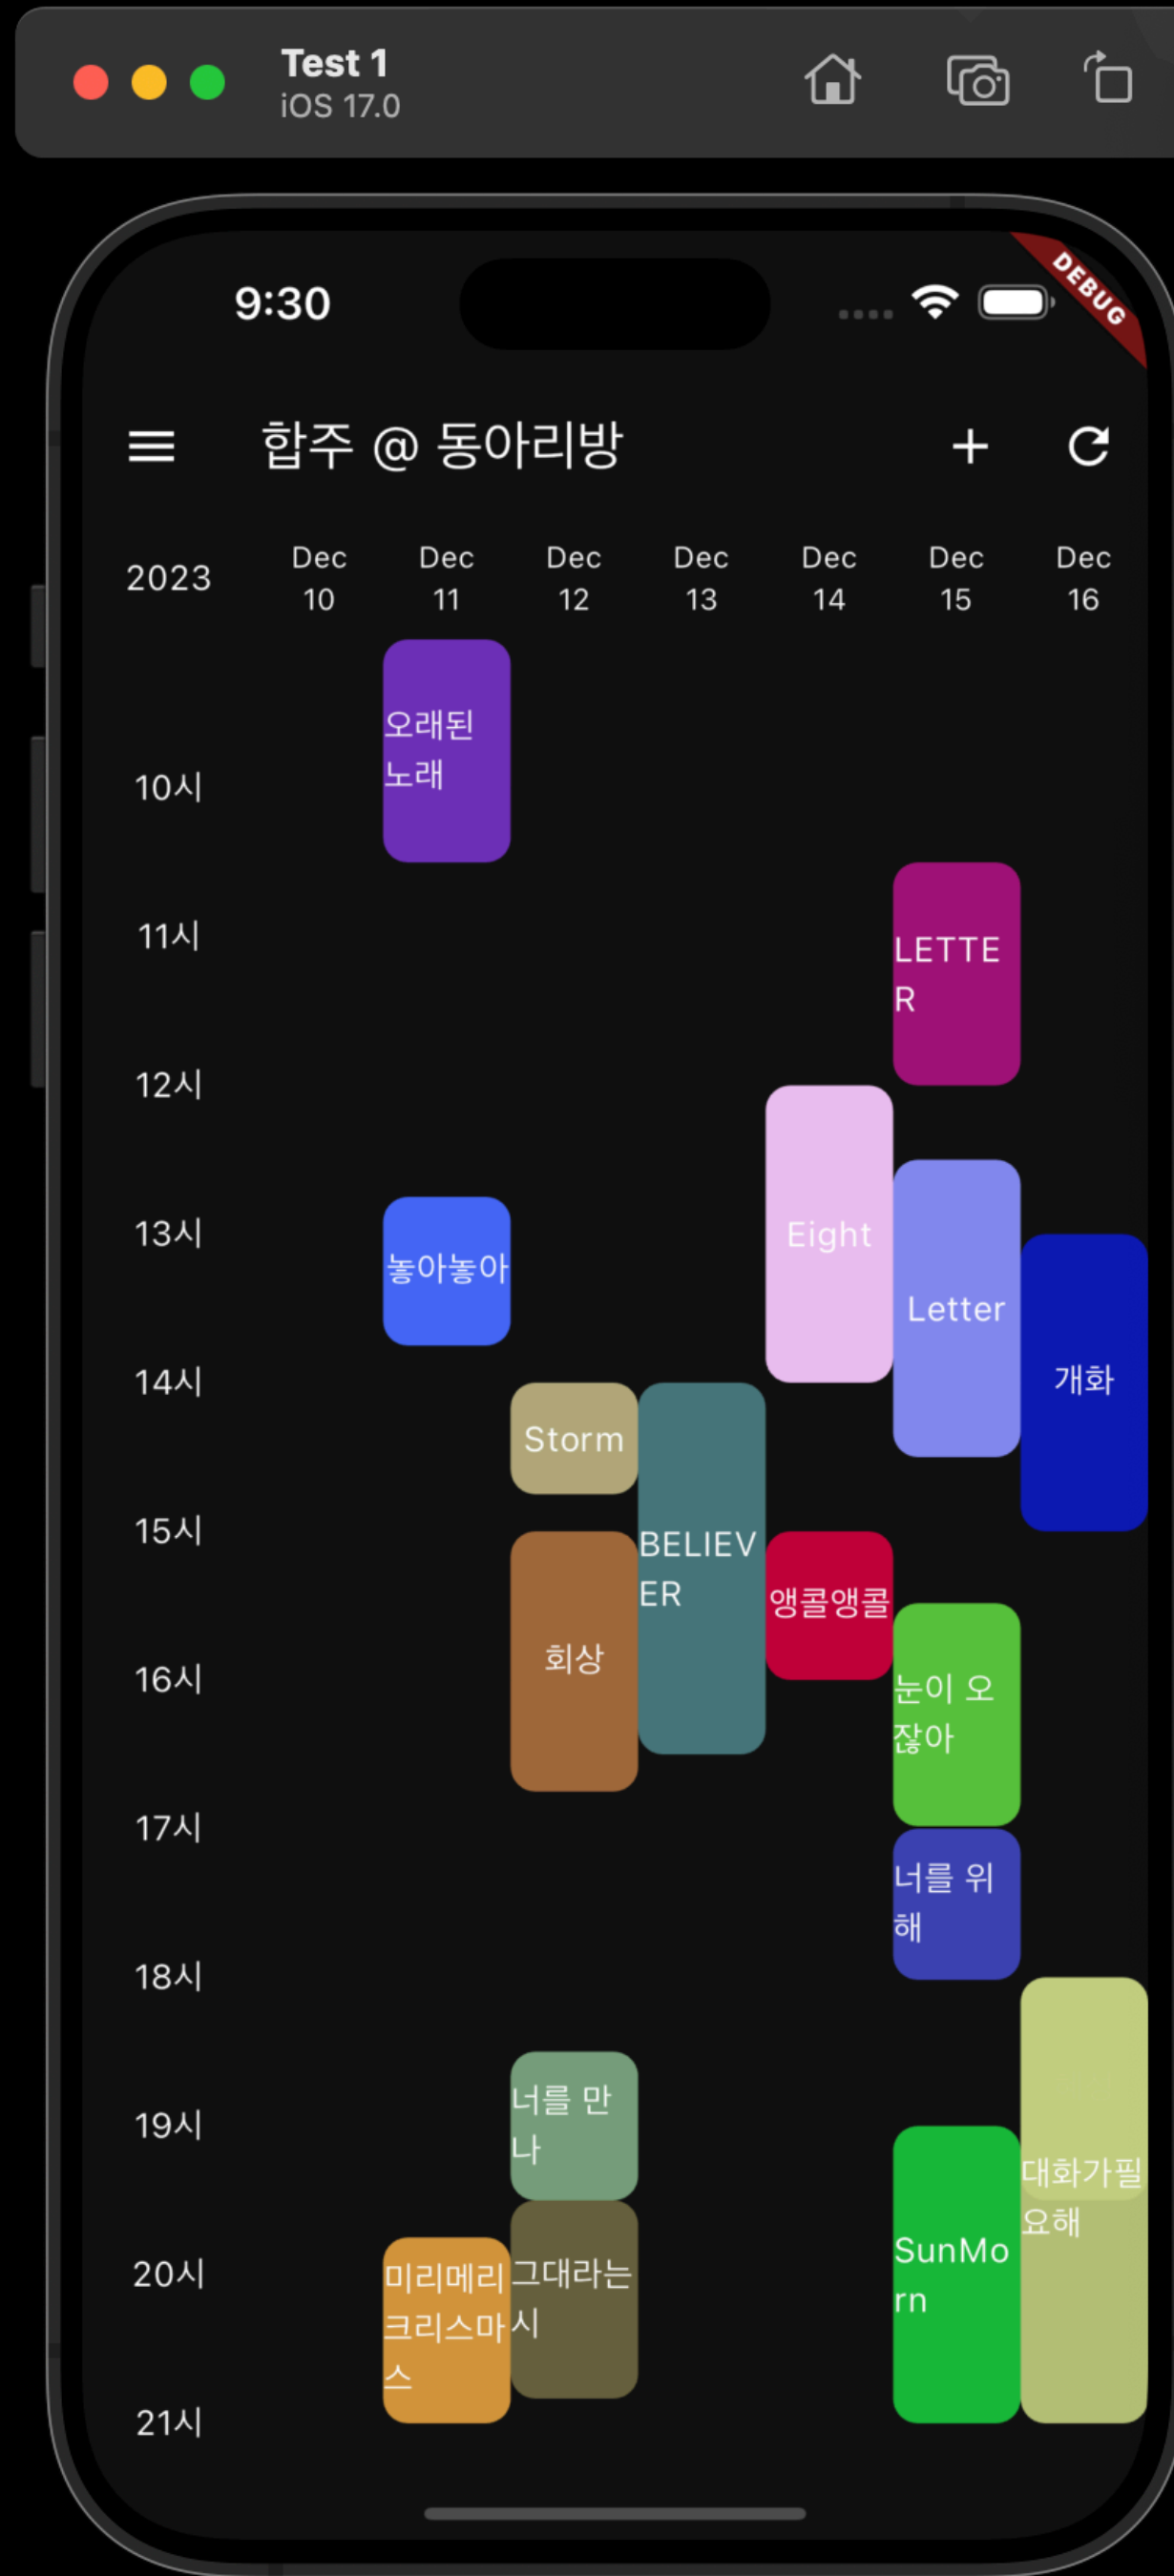 Test 1
iOS 17.0
9:30
DEBUG
합주 @ 동아리방
2023
Dec
10
Dec
11
Dec
12
Dec
13
Dec
14
Dec
15
Dec
16
오래된
노래
10시
11시
LETTE
R
12시
13시
놓아놓아
Eight
Letter
개화
14시
Storm
15시
BELIEV
ER
앵콜앵콜
회상
16시
눈이 오
잖아
17시
너를 위
해
18시
너를 만
나
19시
대화가필
요해
20시
미리메리
크리스마
스
그대라는
시
SunMo
rn
21시